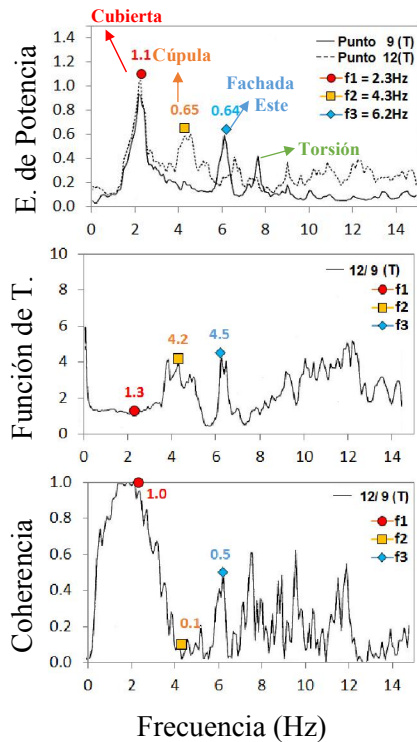 Cubierta
1.1
Cúpula
0.65
Fachada
Este
0.64
Torsión
Punto 9 (T)
Punto 12(T)
f1 = 2.3Hz
f2 = 4.3Hz
f3 = 6.2Hz
E. de Potencia
1.4
1.2
1.0
0.8
0.6
0.4
0.2
0.0
0 2 4 6 8 10 12 14
Función de T.
10
8
6
4
2
0
12/ 9 (T)
f1
f2
f3
1.3
4.2
4.5
0 2 4 6 8 10 12 14
Coherencia
1.0
0.8
0.6
0.4
0.2
0.0
12/ 9 (T)
f1
f2
f3
1.0
0.1
0.5
0 2 4 6 8 10 12 14
Frecuencia (Hz)